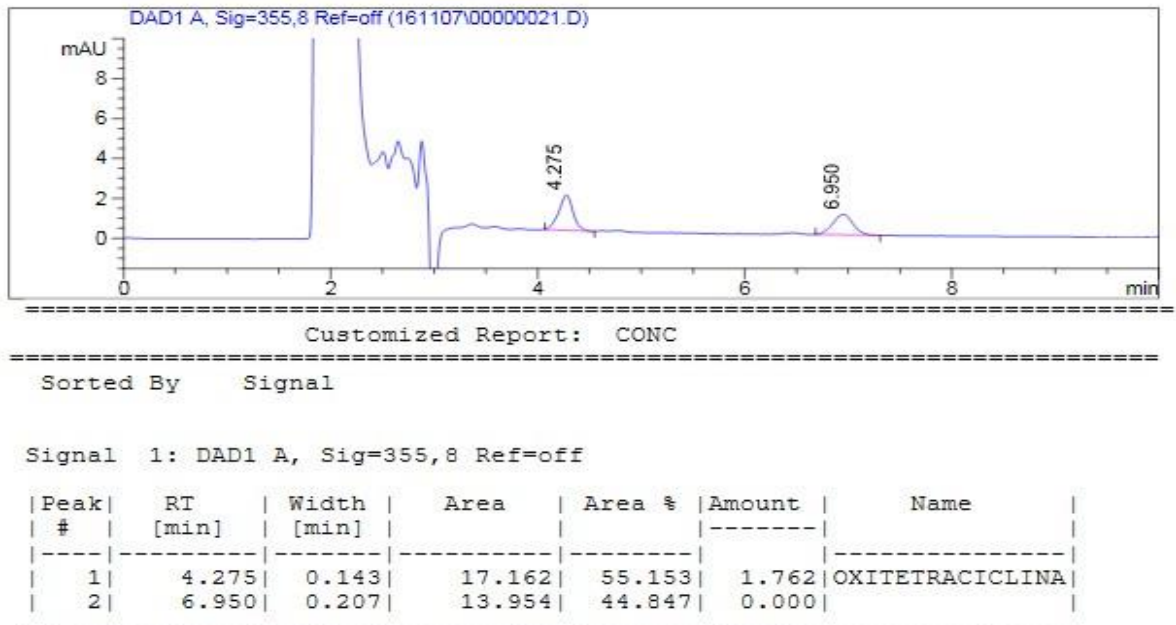 DAD1 A, Sig=355,8 Ref=off (161107\00000021.D)
mAU
8
6
4
2
0
4.275
6.950
0 2 4 6 8 min
==========================================================================
Customized Report: CONC
==========================================================================
Sorted By Signal
Signal 1: DAD1 A, Sig=355,8 Ref=off
|Peak| RT | Width | Area | Area % |Amount | Name |
| # | [min] | [min] | | |-------| |
|----|---------|-------|----------|--------| |---------------|
| 1| 4.275| 0.143| 17.162| 55.153| 1.762|OXITETRACICLINA|
| 2| 6.950| 0.207| 13.954| 44.847| 0.000| |